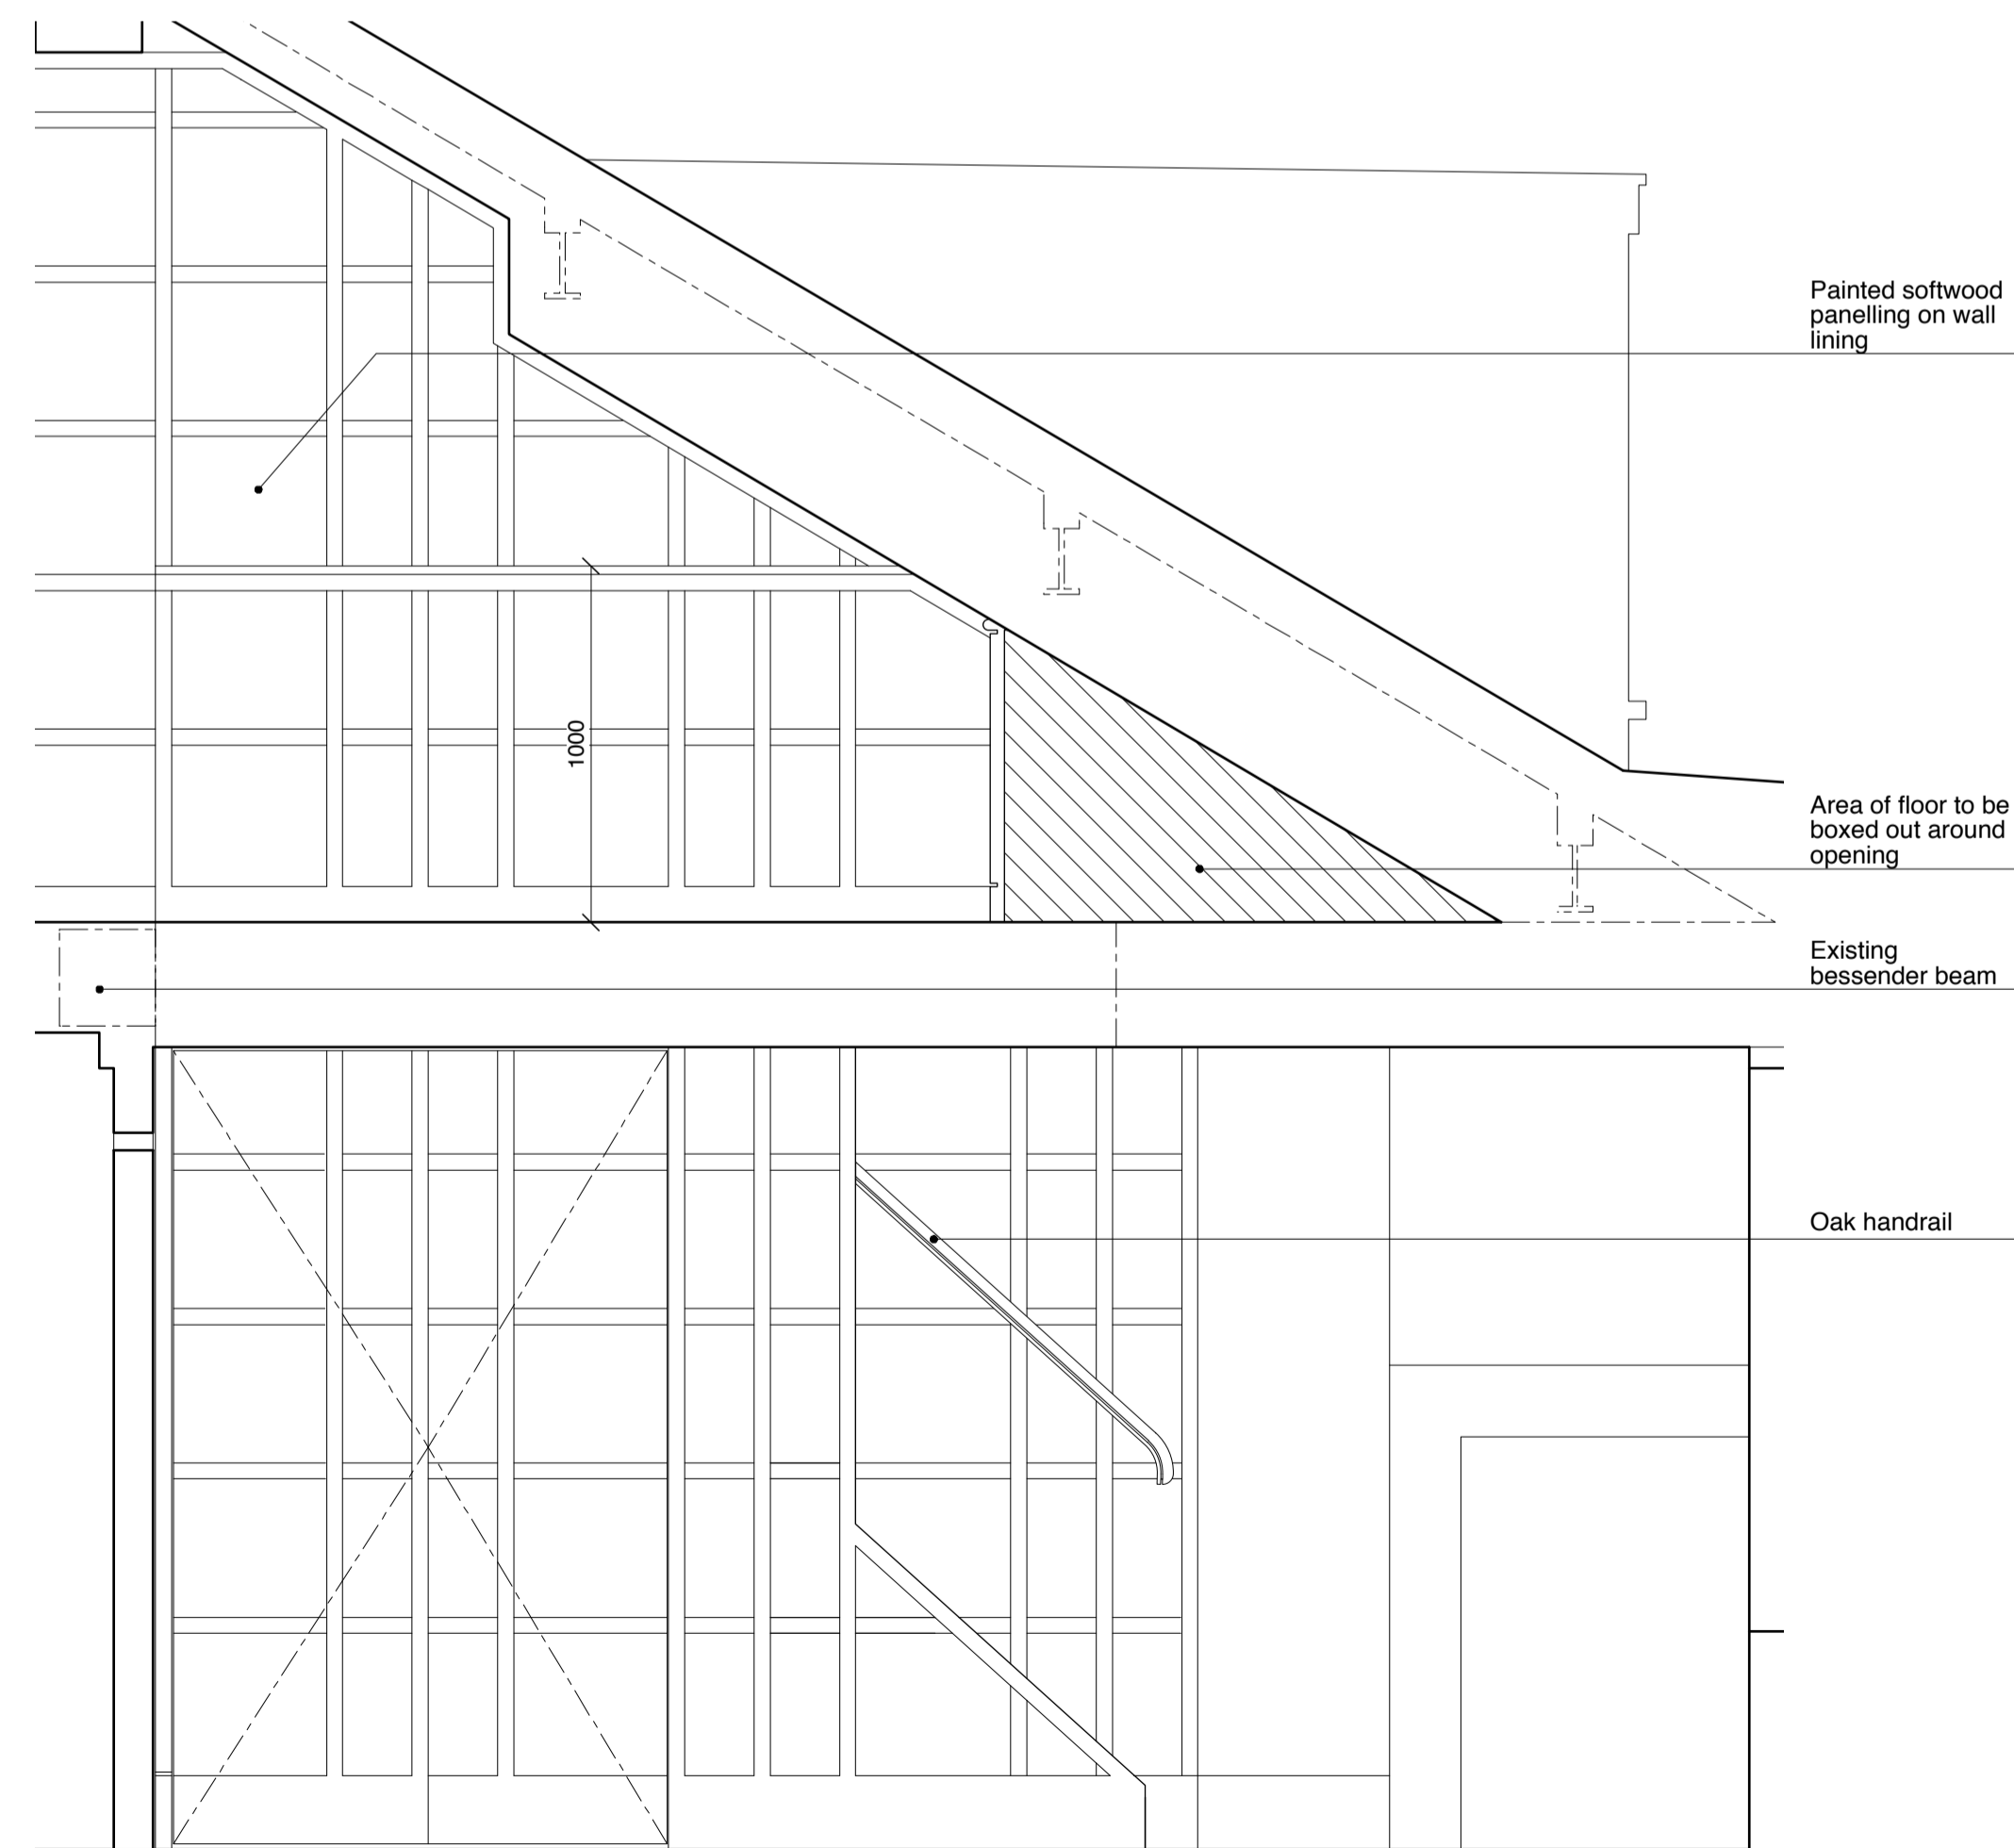 Painted softwood
panelling on wall
lining
1000
Area of floor to be
boxed out around
opening
Existing
bessender beam
Oak handrail